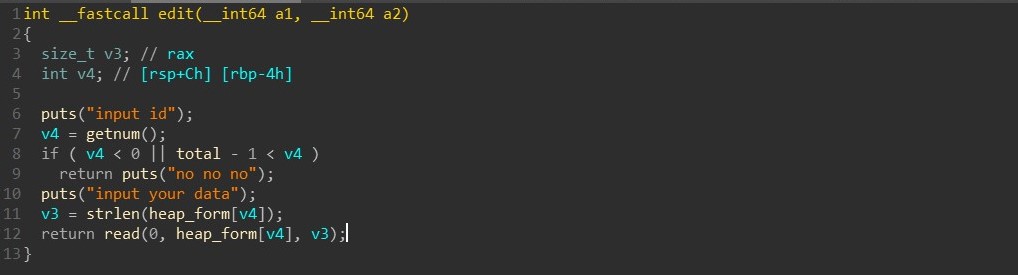 1 int __fastcall edit(__int64 a1, __int64 a2)
2 {
3 size_t v3; // rax
4 int v4; // [rsp+Ch] [rbp-4h]
5
6 puts("input id");
7 v4 = getnum();
8 if ( v4 < 0 || total - 1 < v4 )
9 return puts("no no no");
10 puts("input your data");
11 v3 = strlen(heap_form[v4]);
12 return read(0, heap_form[v4], v3);
13 }